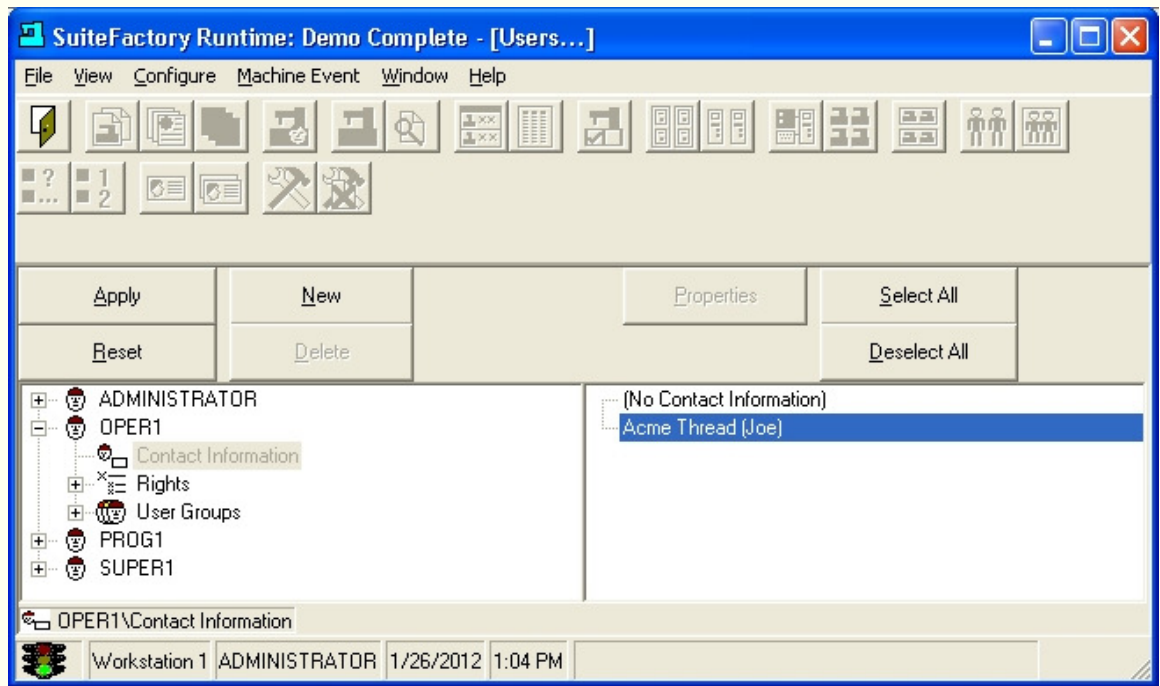 SuiteFactory Runtime: Demo Complete - [Users...]
File View Configure Machine Event Window Help
Apply New Properties Select All
Reset Delete Deselect All
ADMINISTRATOR
OPER1
Contact Information
Rights
User Groups
PROG1
SUPER1
(No Contact Information)
Acme Thread (Joe)
OPER1\Contact Information
Workstation 1 ADMINISTRATOR 1/26/2012 1:04 PM